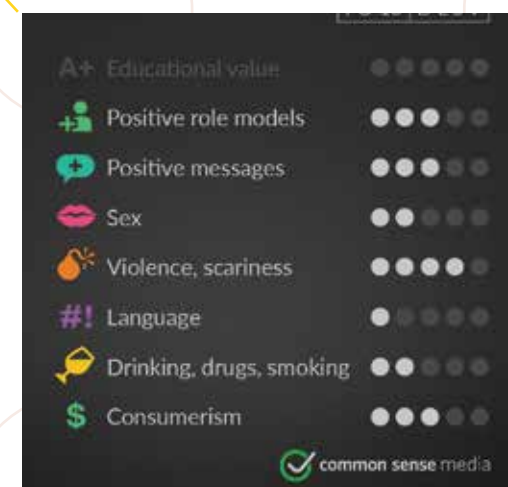 A+ Educational value
Positive role models
Positive messages
Sex
Violence, scariness
#! Language
Drinking, drugs, smoking
$ Consumerism
common sense media